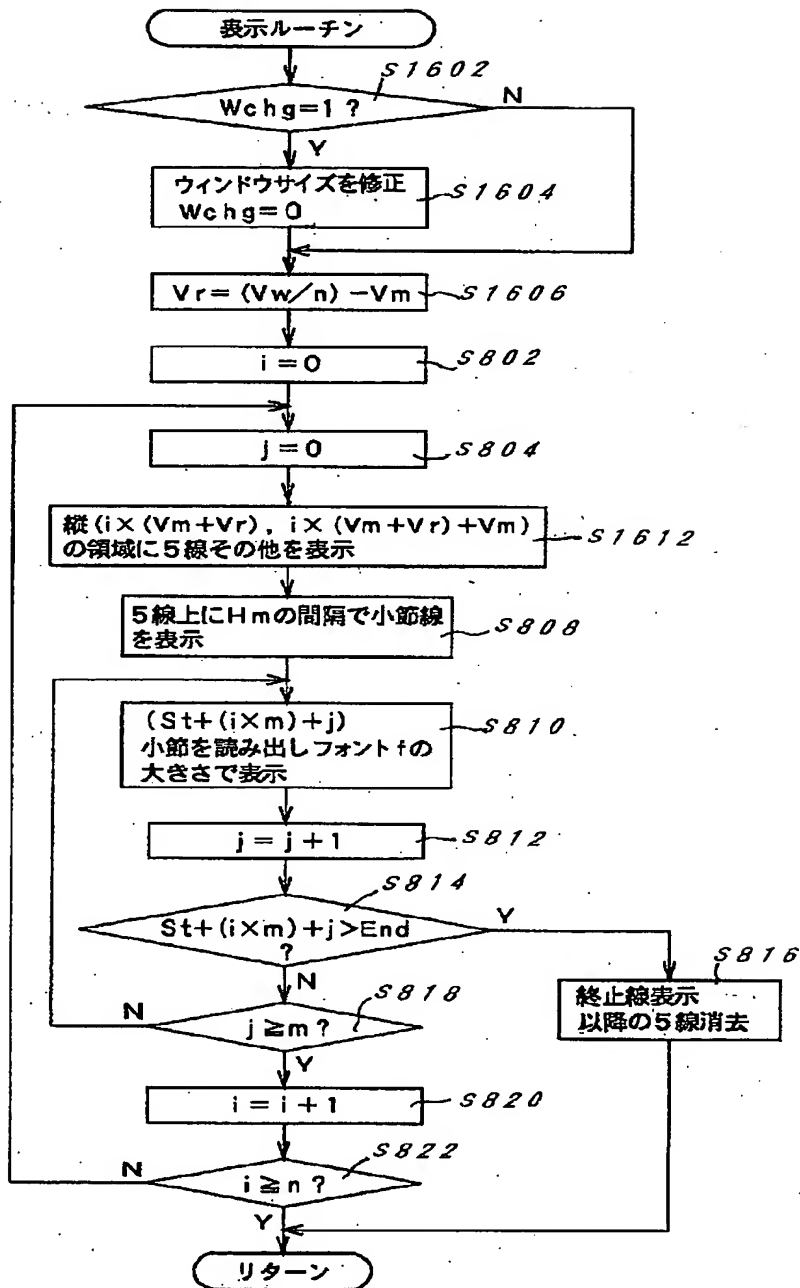 表示ルーチン
S1602
Wchg=1?
N
Y
ウィンドウサイズを修正
Wchg=0
S1604
Vr=(Vw/n)-Vm
S1606
i=0
S802
j=0
S804
縦(i×(Vm+Vr), i×(Vm+Vr)+Vm)
の領域に5線その他を表示
S1612
5線上にHmの間隔で小節線
を表示
S808
(St+(i×m)+j)
小節を読み出しフォントfの
大きさで表示
S810
j=j+1
S812
S814
St+(i×m)+j>End
?
Y
N
S816
終止線表示
以降の5線消去
S818
N
j≧m?
Y
i=i+1
S820
S822
N
i≧n?
Y
リターン